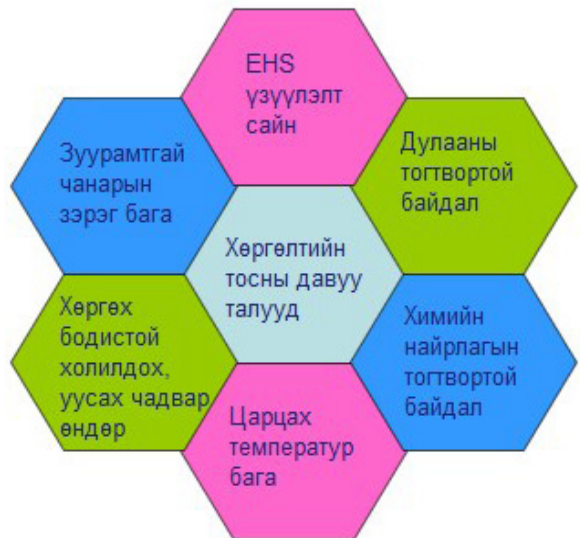 EHS
үзүүлэлт
сайн
Зуурамтгай
чанарын
зэрэг бага
Дулааны
тогтвортой
байдал
Хөргөлтийн
тосны давуу
талууд
Хөргөх
бодистой
холилдох,
уусах чадвар
өндөр
Химийн
найрлагын
тогтвортой
байдал
Царцах
температур
бага